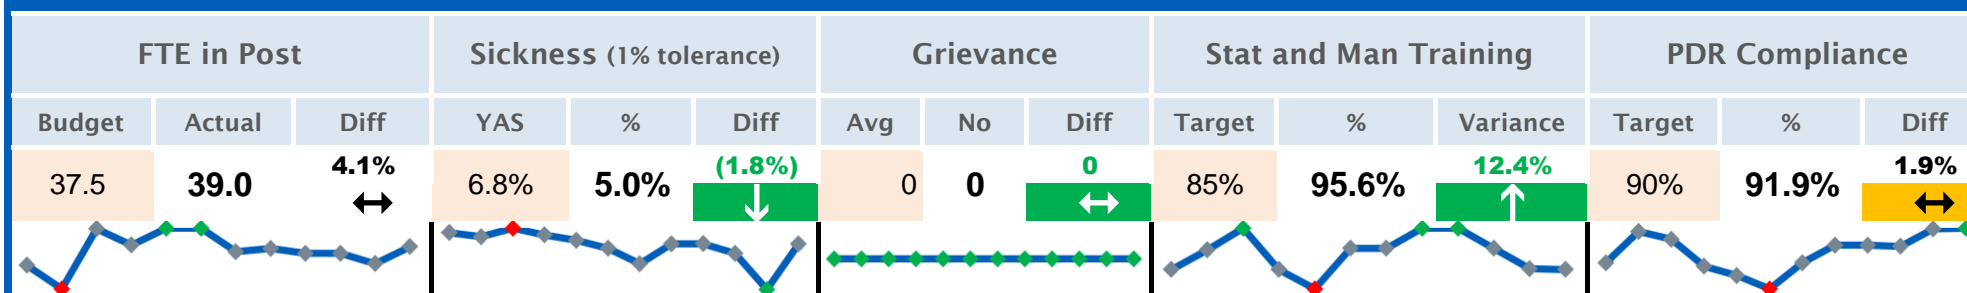 FTE in Post Sickness (1% tolerance) Grievance Stat and Man Training PDR Compliance
Budget Actual Diff YAS % Diff Avg No Diff Target % Variance Target % Diff
37.5 39.0 4.1% 6.8% 5.0% (1.8%) 0 0 0 85% 95.6% 12.4% 90% 91.9% 1.9%